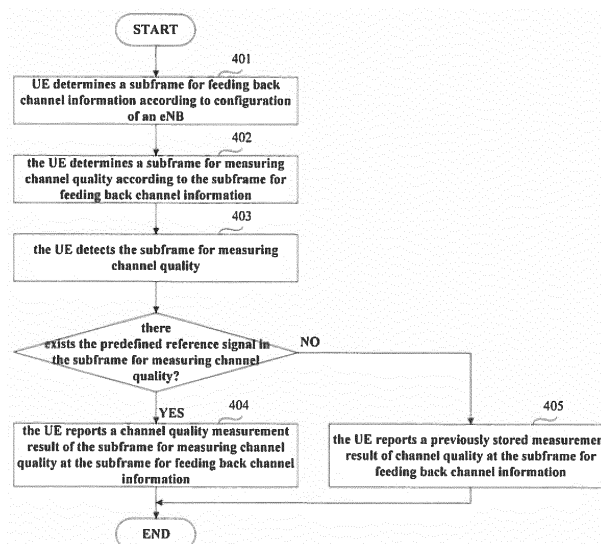 START
401
UE determines a subframe for feeding back
channel information according to configuration
of an eNB
402
the UE determines a subframe for measuring
channel quality according to the subframe for
feeding back channel information
403
the UE detects the subframe for measuring
channel quality
there
exists the predefined reference signal in
the subframe for measuring channel
quality?
NO
YES
404
the UE reports a channel quality measurement
result of the subframe for measuring channel
quality at the subframe for feeding back channel
information
405
the UE reports a previously stored measurement
result of channel quality at the subframe for
feeding back channel information
END